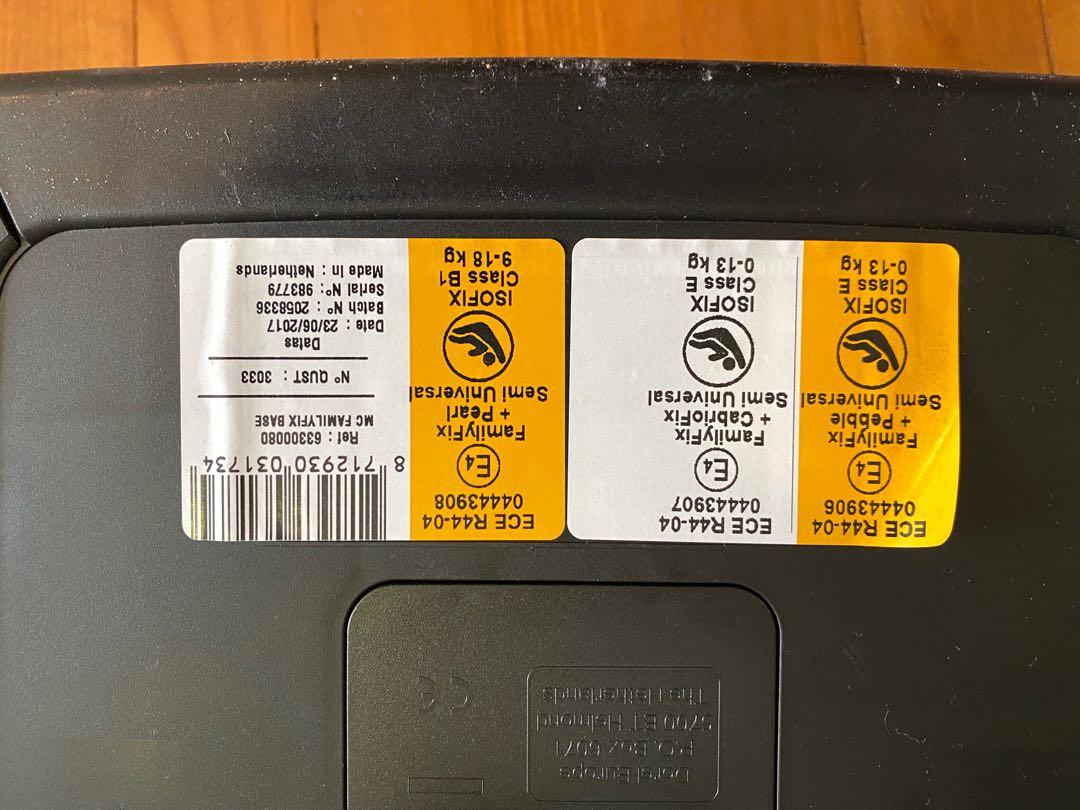 ECE R44-04
04443906
E4
FamilyFix
+ Pebble
Semi Universal
ISOFIX
Class E
0-13 kg
ECE R44-04
04443907
E4
FamilyFix
+ CabrioFix
Semi Universal
ISOFIX
Class E
0-13 kg
ECE R44-04
04443908
E4
FamilyFix
+ Pearl
Semi Universal
ISOFIX
Class B1
9-18 kg
8 712930 031734
Ref : 63300080
MC FAMILYFIX BASE
N° QUST : 3033
Datas
Date : 23/06/2017
Batch N° : 2058336
Serial N° : 983779
Made In : Netherlands
Dorel Europe
P.O. Box 6071
5700 ET Helmond
The Netherlands
CE